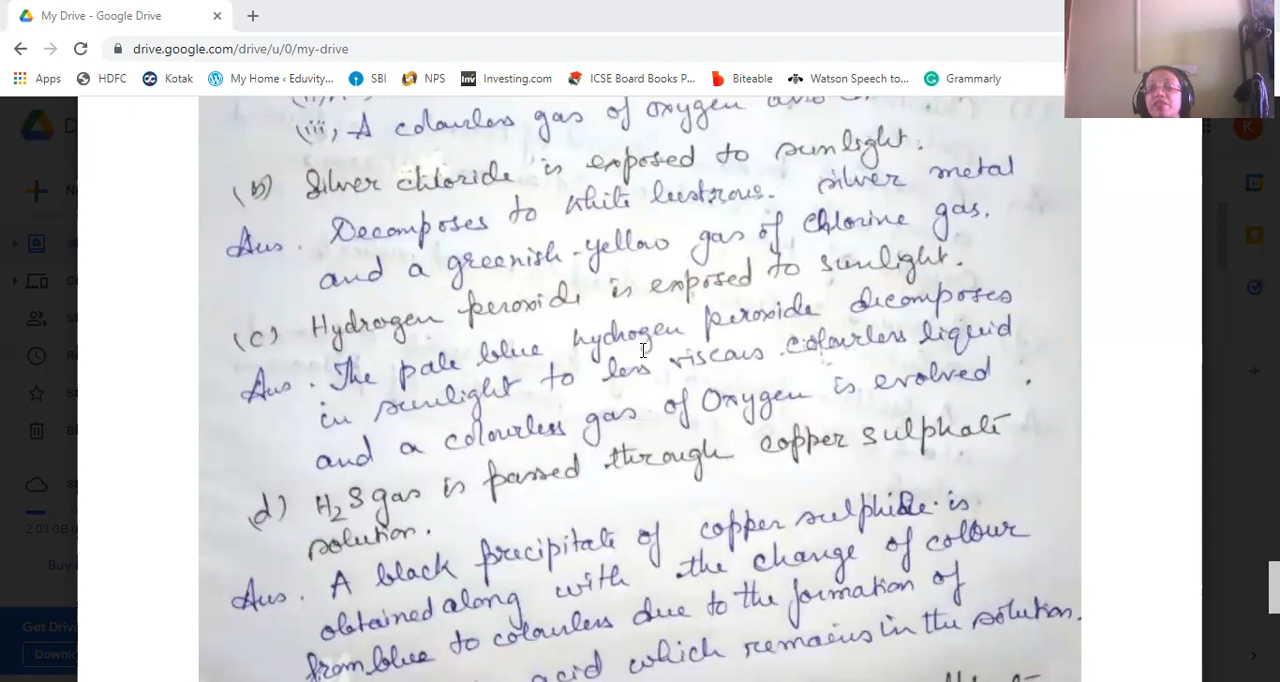 My Drive - Google Drive
drive.google.com/drive/u/0/my-drive
Apps HDFC Kotak My Home ‹ Eduvity... SBI NPS Investing.com ICSE Board Books P... Biteable Watson Speech to... Grammarly
(iii) A colourless gas of oxygen
(b) Silver chloride is exposed to sunlight.
Ans. Decomposes to white lustrous silver metal
and a greenish-yellow gas of chlorine gas.
(c) Hydrogen peroxide is exposed to sunlight.
Ans. The pale blue hydrogen peroxide decomposes
in sunlight to less viscous colourless liquid
and a colourless gas of Oxygen is evolved.
(d) H2S gas is passed through copper sulphate
solution.
Ans. A black precipitate of copper sulphide is
obtained along with the change of colour
from blue to colourless due to the formation of
acid which remains in the solution.
2.03 GB
Get Drive